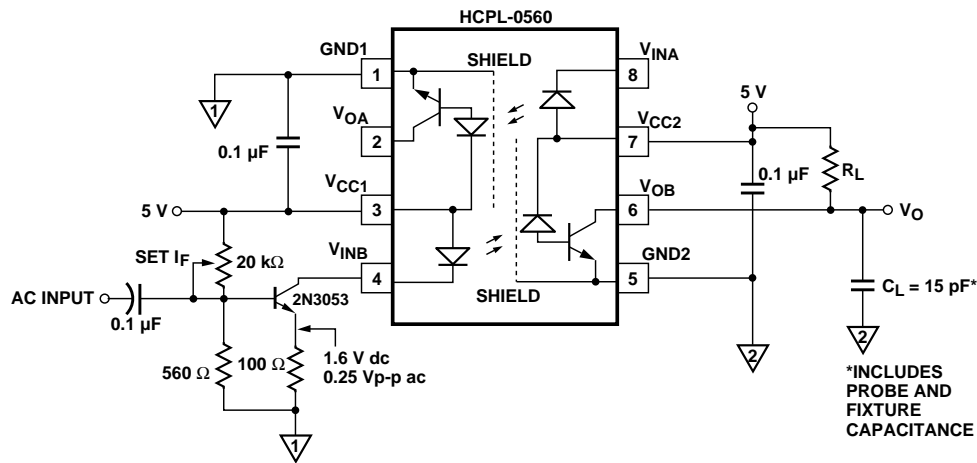 HCPL-0560
GND1
1
SHIELD
VINA
8
1
VOA
2
0.1 µF
5 V
VCC2
7
0.1 µF
RL
VCC1
5 V
3
VOB
6
VO
SET IF
20 kΩ
VINB
4
GND2
5
AC INPUT
0.1 µF
2N3053
SHIELD
CL = 15 pF*
560 Ω
100 Ω
1.6 V dc
0.25 Vp-p ac
2
2
*INCLUDES
PROBE AND
FIXTURE
CAPACITANCE
1